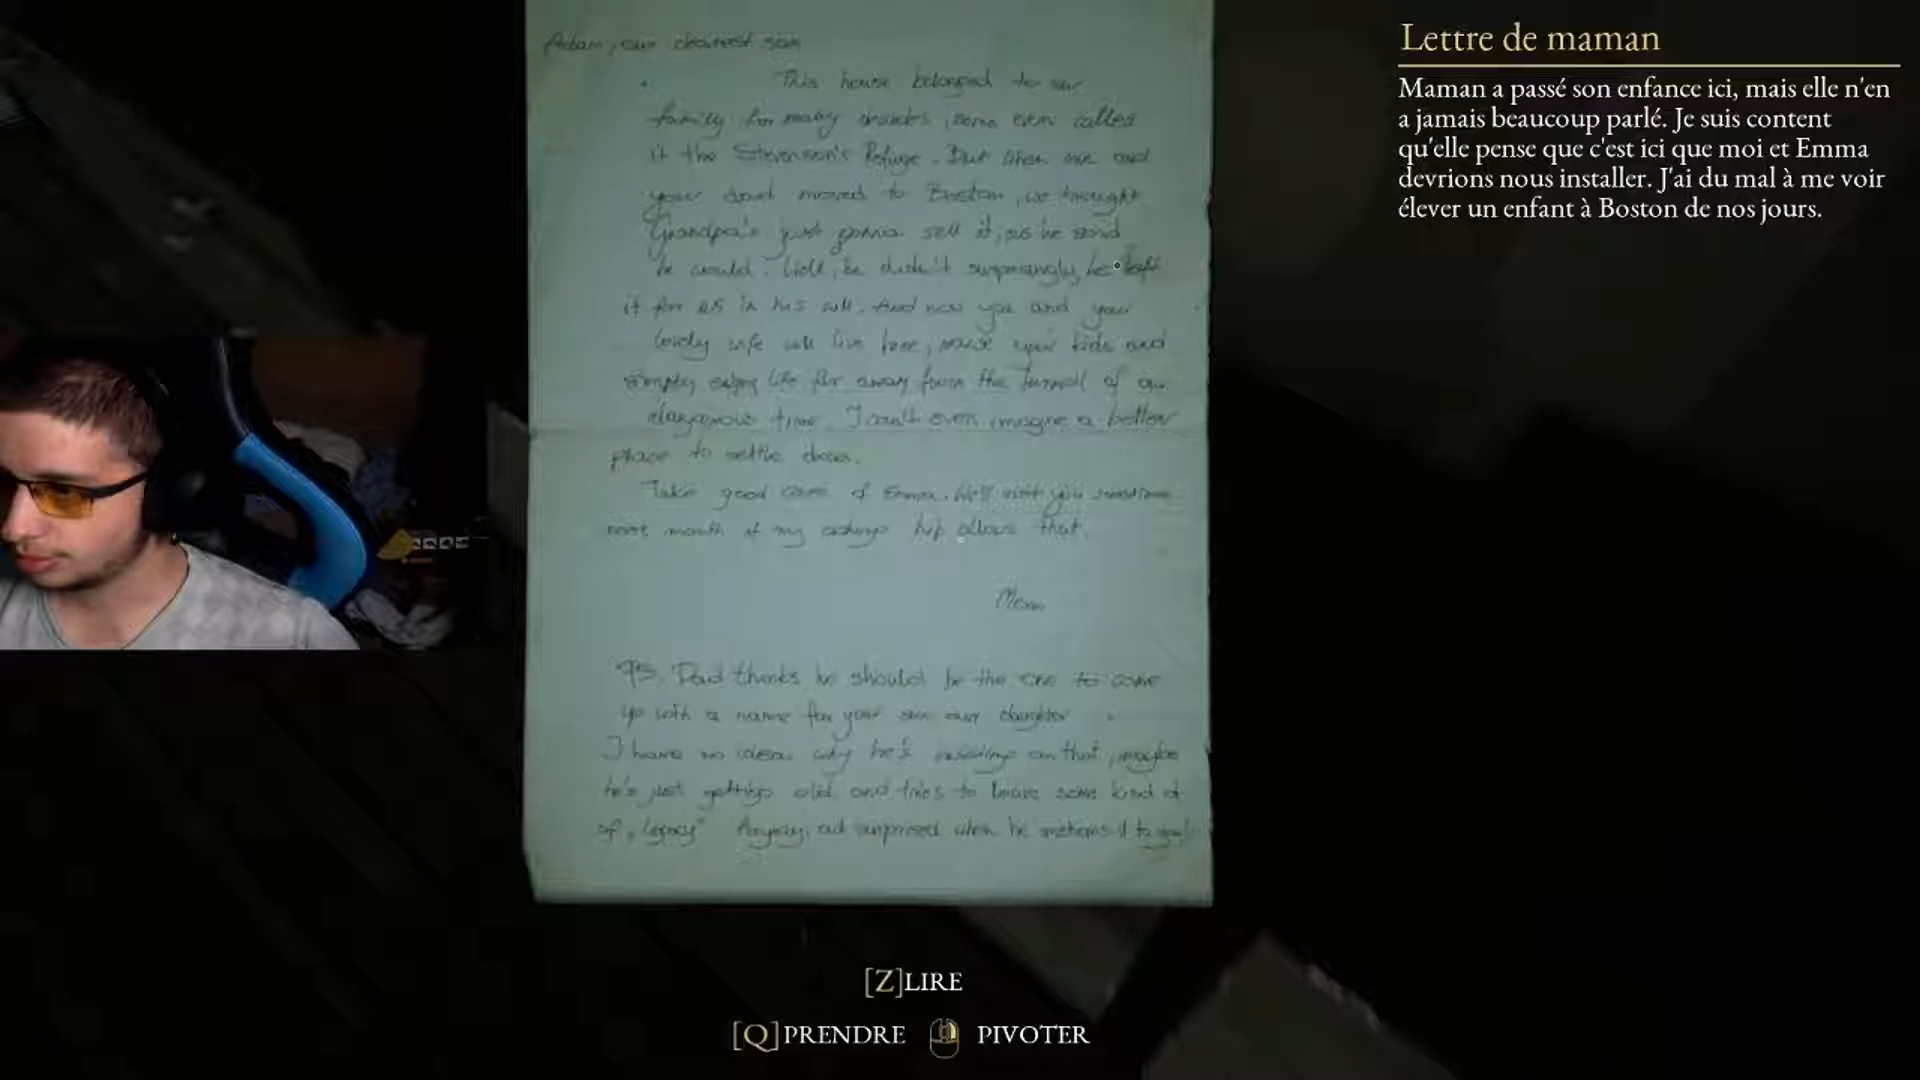 Adam, our dearest son
This house belonged to our
family for many decades, some even called
it the Stevenson's Refuge. But when me and
your dad moved to Boston, we thought
Grandpa's just gonna sell it, as he said
he would. Well, he didn't surprisingly, he left
it for us in his will. And now you and your
lovely wife will live here, raise your kids and
simply enjoy life far away from the turmoil of our
dangerous time. I can't even imagine a better
place to settle down.
Take good care of Emma. We'll visit you sometime
next month if my aching hip allows that.
Mom
PS. Dad thinks he should be the one to come
up with a name for your son our daughter
I have no idea why he's insisting on that, maybe
he's just getting old and tries to leave some kind of
of „legacy" Anyway, act surprised when he mentions it to you!
Lettre de maman
Maman a passé son enfance ici, mais elle n'en
a jamais beaucoup parlé. Je suis content
qu'elle pense que c'est ici que moi et Emma
devrions nous installer. J'ai du mal à me voir
élever un enfant à Boston de nos jours.
[Z]LIRE
[Q]PRENDRE PIVOTER